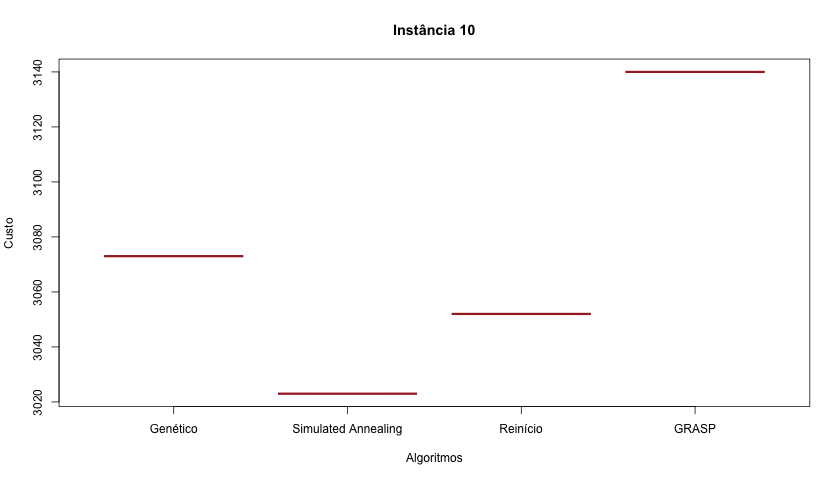 Instância 10
Custo
3140
3120
3100
3080
3060
3040
3020
Genético Simulated Annealing Reinício GRASP
Algoritmos